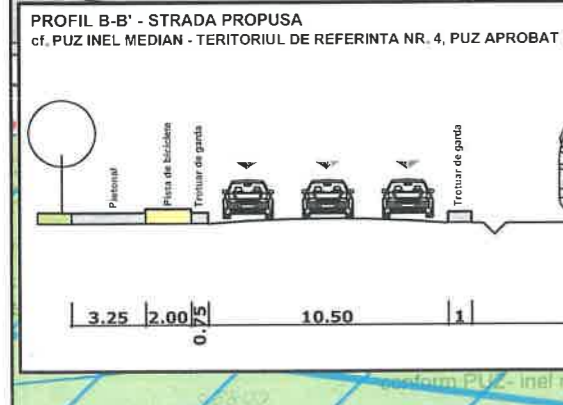 PROFIL B-B' - STRADA PROPUSA
cf. PUZ INEL MEDIAN - TERITORIUL DE REFERINTA NR. 4, PUZ APROBAT
Pietonal
Pista de biciclete
Trotuar de garda
Trotuar de garda
3.25
2.00
0.75
10.50
1
conform PUZ- inel